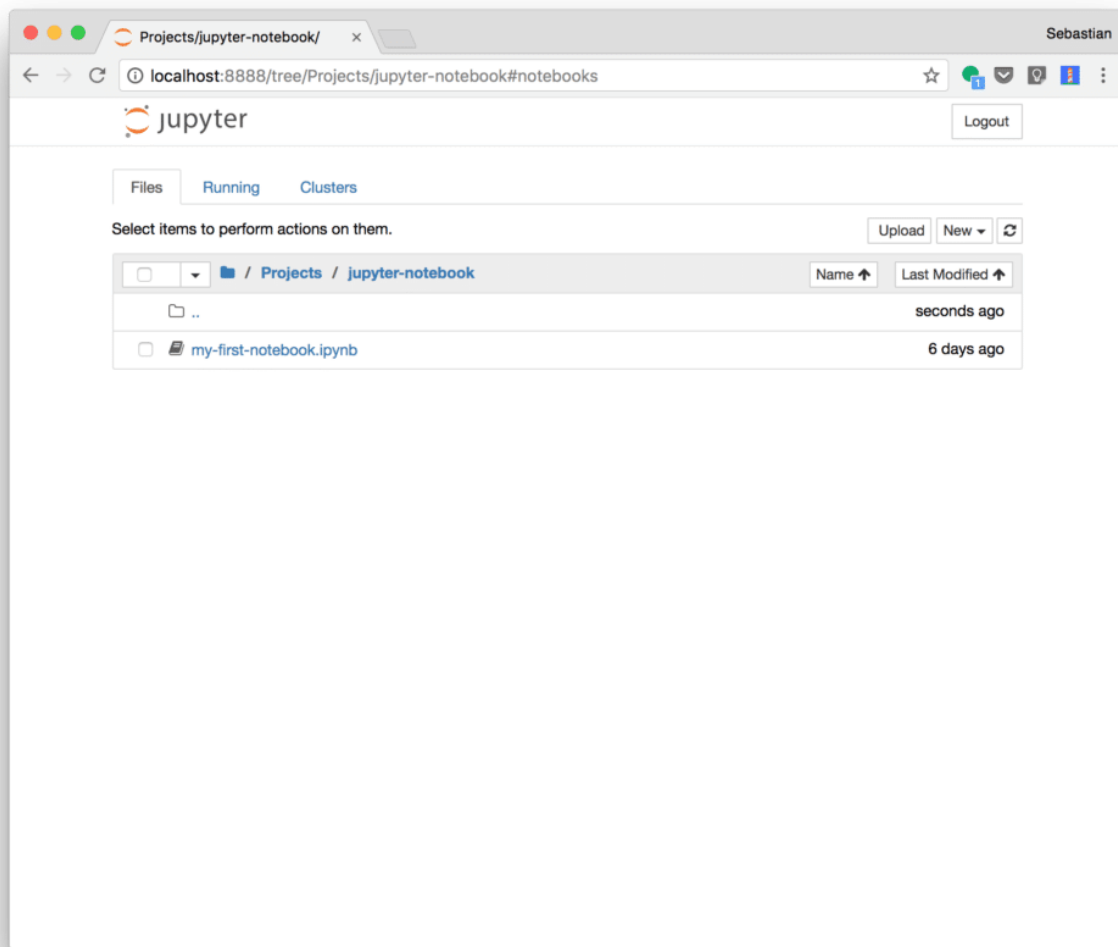 Projects/jupyter-notebook/ Sebastian
localhost:8888/tree/Projects/jupyter-notebook#notebooks 1
jupyter Logout
Files Running Clusters
Select items to perform actions on them. Upload New
/ Projects / jupyter-notebook Name Last Modified
.. seconds ago
my-first-notebook.ipynb 6 days ago